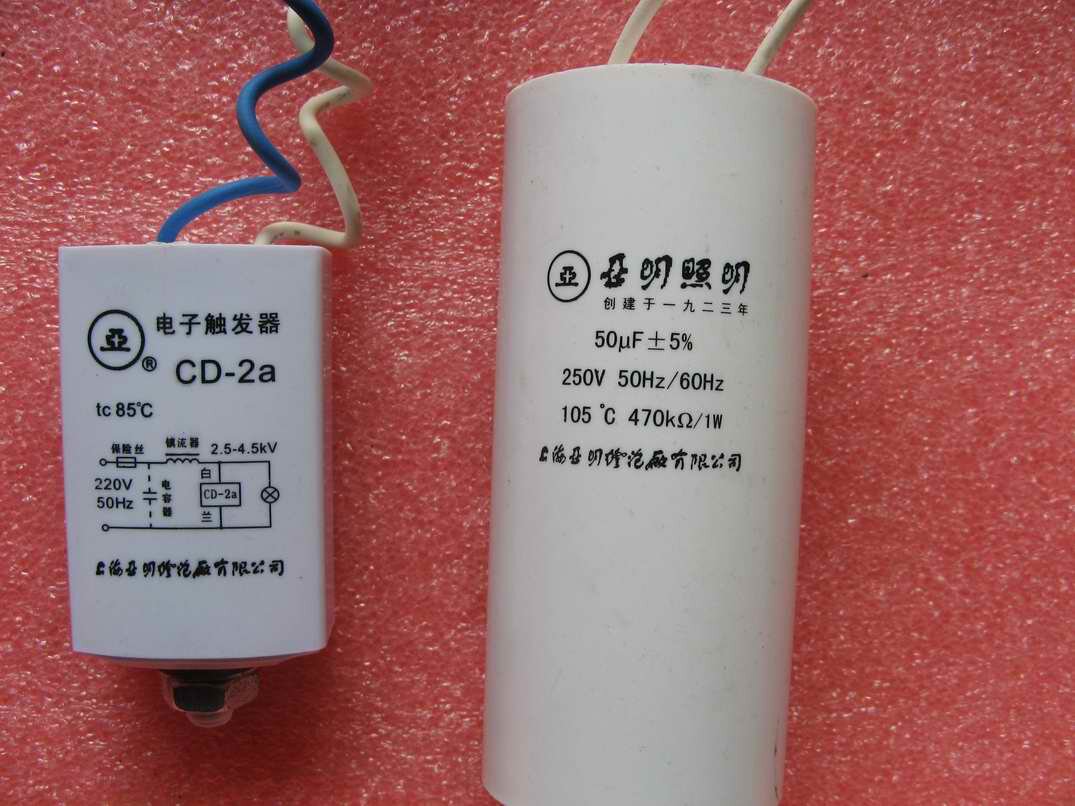 亞
®
电子触发器
CD-2a
tc 85℃
保险丝
镇流器
2.5-4.5kV
220V
50Hz
电容器
白
CD-2a
兰
上海亚明灯泡厂有限公司
亞
亚明照明
创建于一九二三年
50μF±5%
250V 50Hz/60Hz
105℃ 470kΩ/1W
上海亚明灯泡厂有限公司